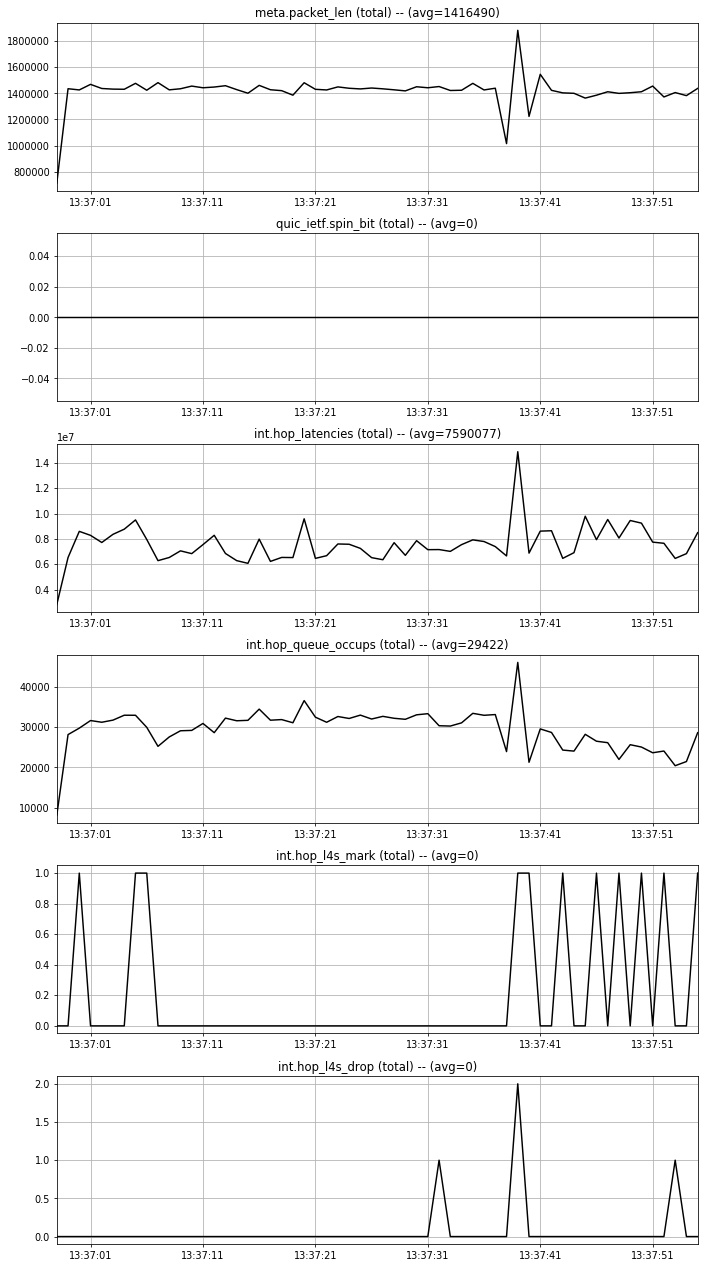 meta.packet_len (total) -- (avg=1416490)
1800000
1600000
1400000
1200000
1000000
800000
13:37:01 13:37:11 13:37:21 13:37:31 13:37:41 13:37:51
quic_ietf.spin_bit (total) -- (avg=0)
0.04
0.02
0.00
−0.02
−0.04
13:37:01 13:37:11 13:37:21 13:37:31 13:37:41 13:37:51
int.hop_latencies (total) -- (avg=7590077)
1e7
1.4
1.2
1.0
0.8
0.6
0.4
13:37:01 13:37:11 13:37:21 13:37:31 13:37:41 13:37:51
int.hop_queue_occups (total) -- (avg=29422)
40000
30000
20000
10000
13:37:01 13:37:11 13:37:21 13:37:31 13:37:41 13:37:51
int.hop_l4s_mark (total) -- (avg=0)
1.0
0.8
0.6
0.4
0.2
0.0
13:37:01 13:37:11 13:37:21 13:37:31 13:37:41 13:37:51
int.hop_l4s_drop (total) -- (avg=0)
2.0
1.5
1.0
0.5
0.0
13:37:01 13:37:11 13:37:21 13:37:31 13:37:41 13:37:51